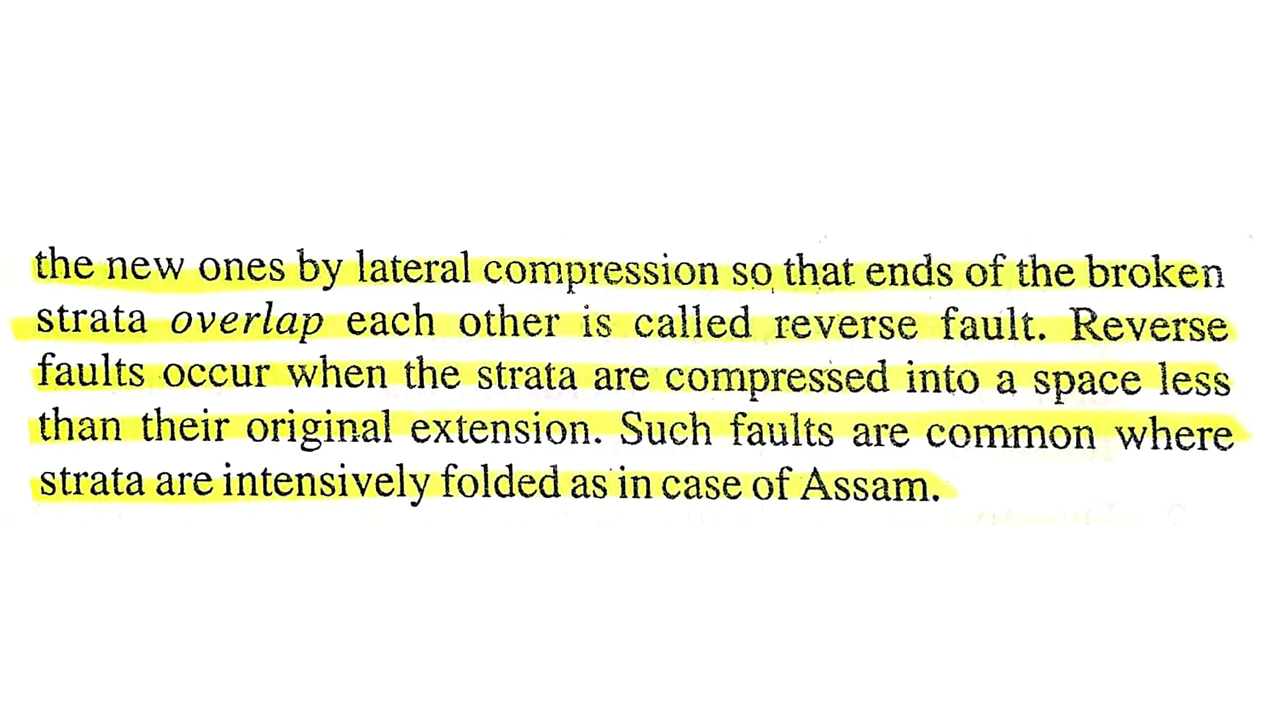 the new ones by lateral compression so that ends of the broken
strata overlap each other is called reverse fault. Reverse
faults occur when the strata are compressed into a space less
than their original extension. Such faults are common where
strata are intensively folded as in case of Assam.